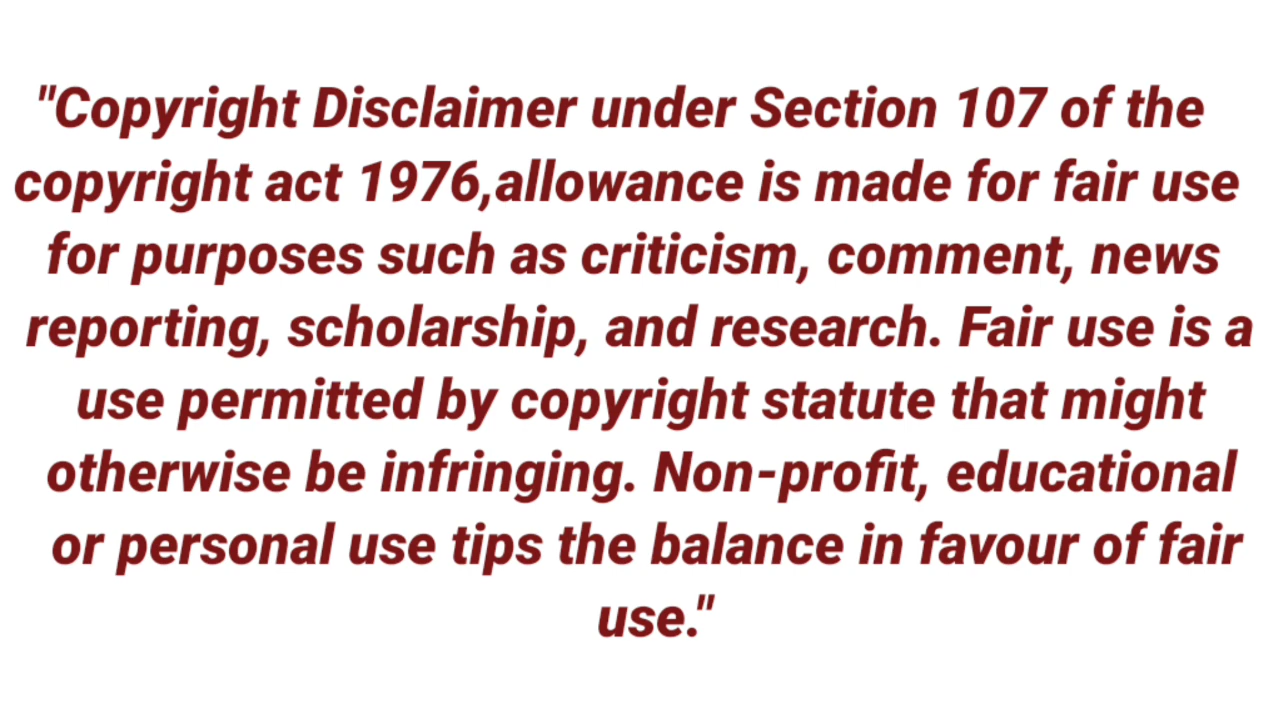 "Copyright Disclaimer under Section 107 of the
copyright act 1976,allowance is made for fair use
for purposes such as criticism, comment, news
reporting, scholarship, and research. Fair use is a
use permitted by copyright statute that might
otherwise be infringing. Non-profit, educational
or personal use tips the balance in favour of fair
use."